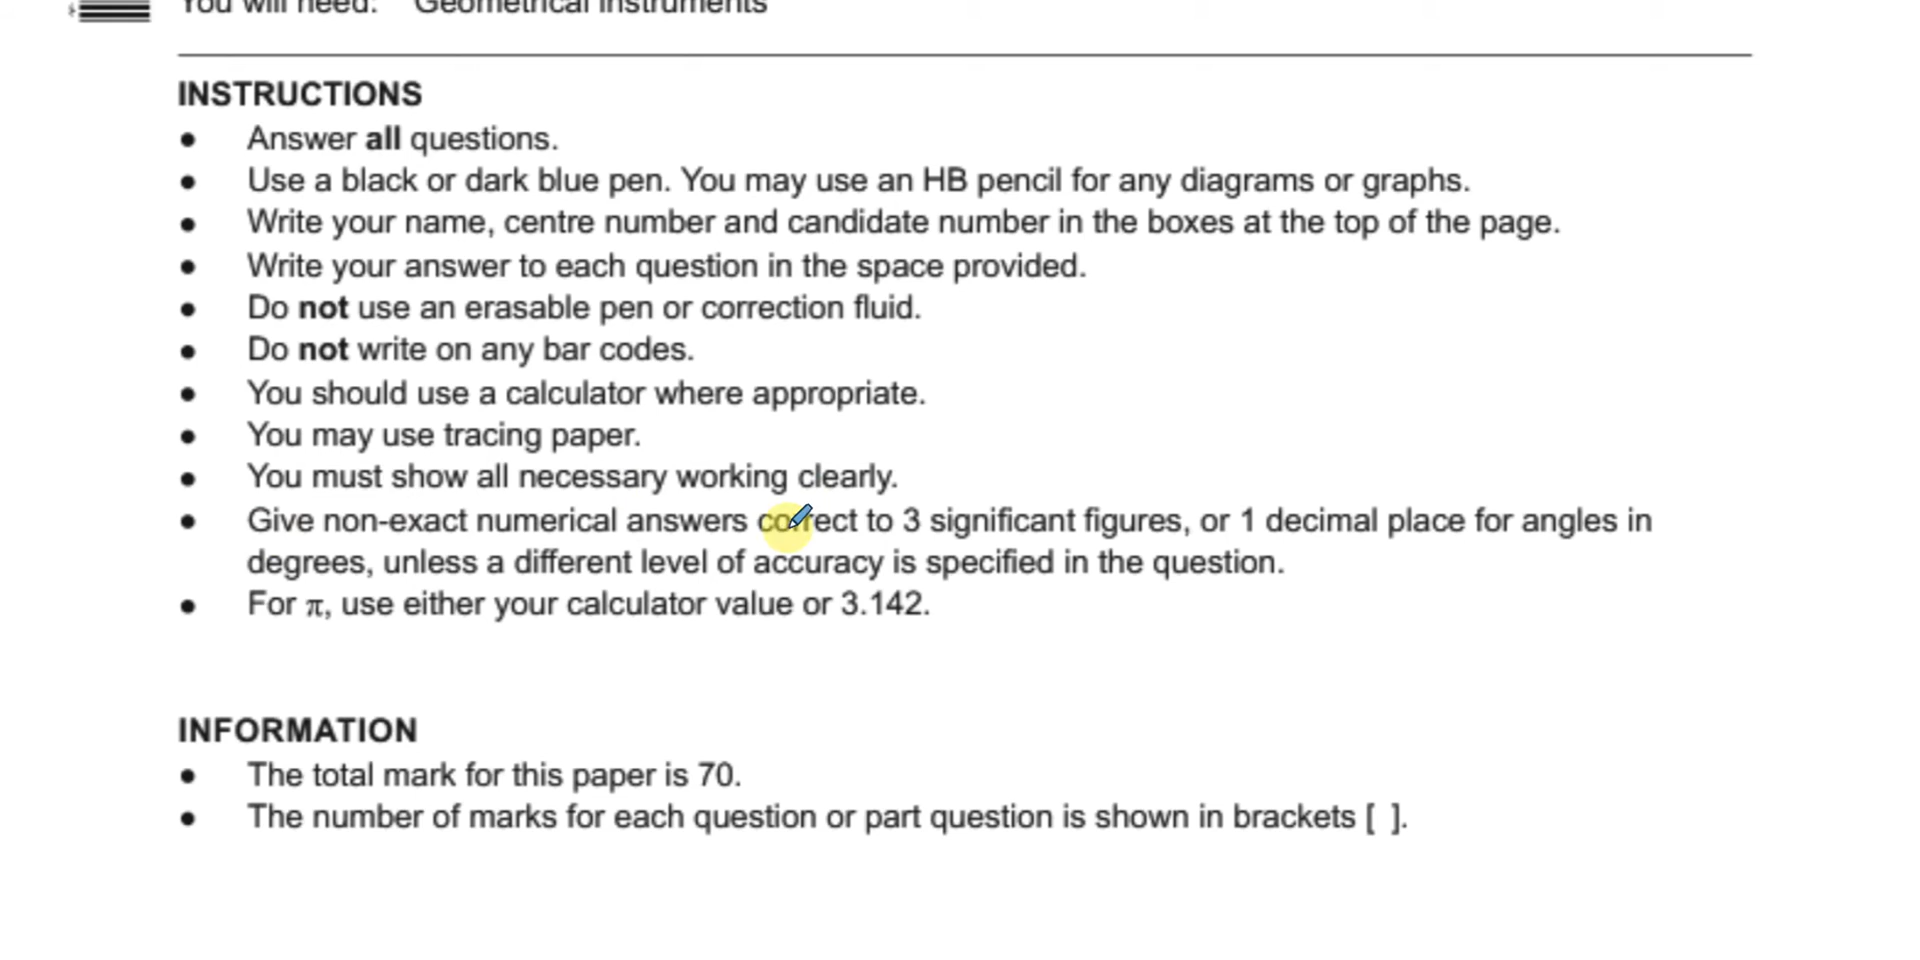 You will need: Geometrical instruments
INSTRUCTIONS
● Answer all questions.
● Use a black or dark blue pen. You may use an HB pencil for any diagrams or graphs.
● Write your name, centre number and candidate number in the boxes at the top of the page.
● Write your answer to each question in the space provided.
● Do not use an erasable pen or correction fluid.
● Do not write on any bar codes.
● You should use a calculator where appropriate.
● You may use tracing paper.
● You must show all necessary working clearly.
● Give non-exact numerical answers correct to 3 significant figures, or 1 decimal place for angles in
degrees, unless a different level of accuracy is specified in the question.
● For π, use either your calculator value or 3.142.
INFORMATION
● The total mark for this paper is 70.
● The number of marks for each question or part question is shown in brackets [ ].